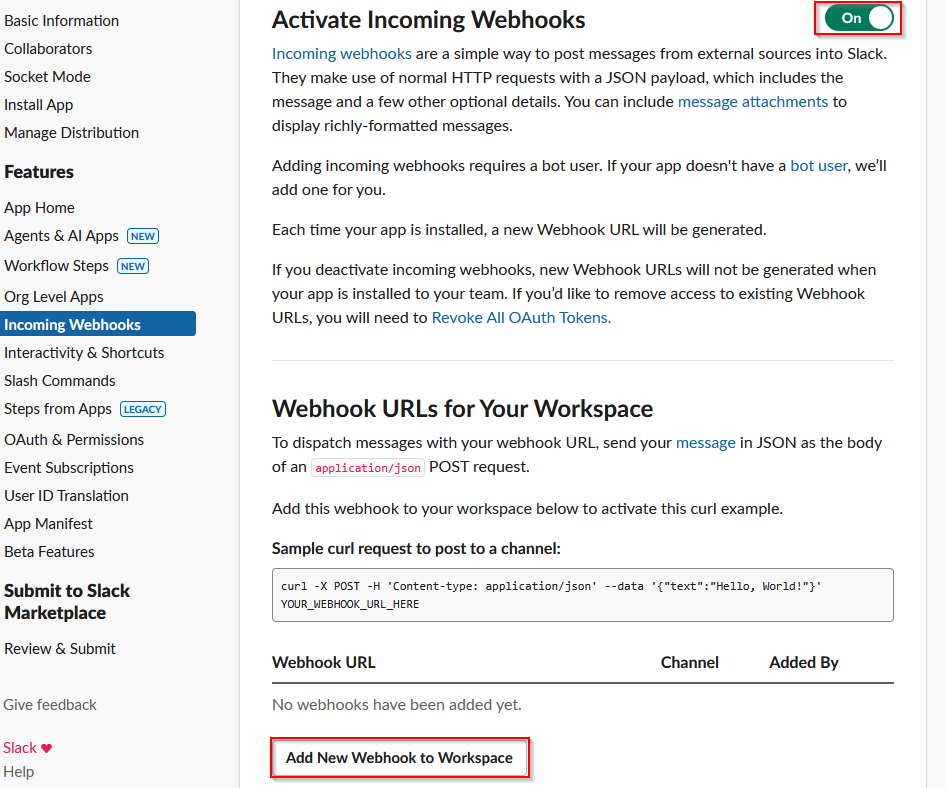 Basic Information
Collaborators
Socket Mode
Install App
Manage Distribution
Features
App Home
Agents & AI Apps NEW
Workflow Steps NEW
Org Level Apps
Incoming Webhooks
Interactivity & Shortcuts
Slash Commands
Steps from Apps LEGACY
OAuth & Permissions
Event Subscriptions
User ID Translation
App Manifest
Beta Features
Submit to Slack
Marketplace
Review & Submit
Give feedback
Slack ♥
Help
Activate Incoming Webhooks
On
Incoming webhooks are a simple way to post messages from external sources into Slack.
They make use of normal HTTP requests with a JSON payload, which includes the
message and a few other optional details. You can include message attachments to
display richly-formatted messages.
Adding incoming webhooks requires a bot user. If your app doesn't have a bot user, we’ll
add one for you.
Each time your app is installed, a new Webhook URL will be generated.
If you deactivate incoming webhooks, new Webhook URLs will not be generated when
your app is installed to your team. If you’d like to remove access to existing Webhook
URLs, you will need to Revoke All OAuth Tokens.
Webhook URLs for Your Workspace
To dispatch messages with your webhook URL, send your message in JSON as the body
of an application/json POST request.
Add this webhook to your workspace below to activate this curl example.
Sample curl request to post to a channel:
curl -X POST -H 'Content-type: application/json' --data '{"text":"Hello, World!"}'
YOUR_WEBHOOK_URL_HERE
Webhook URL Channel Added By
No webhooks have been added yet.
Add New Webhook to Workspace